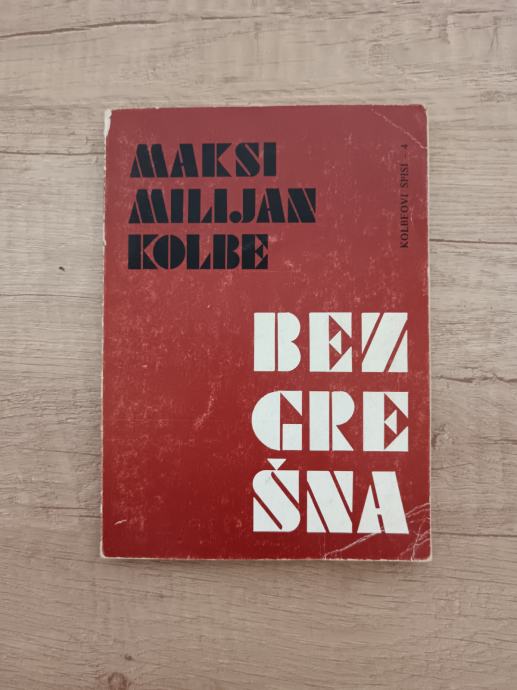 MAKSI
MILIJAN
KOLBE
KOLBEOVI SPISI - 4
BEZ
GRE
ŠNA